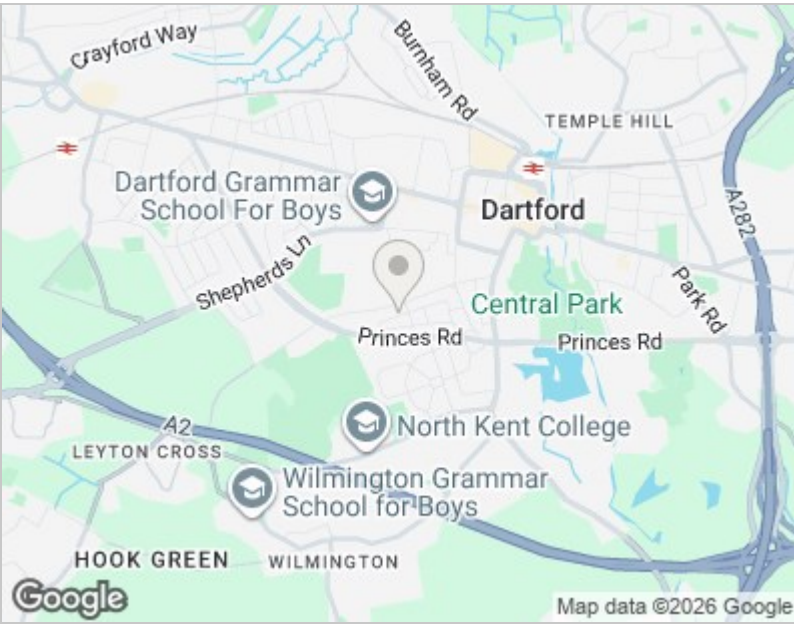 Crayford Way
Burnham Rd
TEMPLE HILL
Dartford Grammar
School For Boys
Dartford
A282
Shepherds Ln
Park Rd
Central Park
Princes Rd
Princes Rd
A2
North Kent College
LEYTON CROSS
Wilmington Grammar
School for Boys
HOOK GREEN
WILMINGTON
Google
Map data ©2026 Google